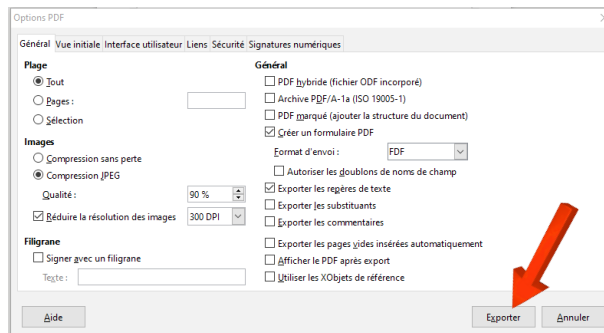 Options PDF
Général Vue initiale Interface utilisateur Liens Sécurité Signatures numériques
Plage
Tout
Pages :
Sélection
Images
Compression sans perte
Compression JPEG
Qualité : 90 %
Réduire la résolution des images 300 DPI
Filigrane
Signer avec un filigrane
Texte :
Général
PDF hybride (fichier ODF incorporé)
Archive PDF/A-1a (ISO 19005-1)
PDF marqué (ajouter la structure du document)
Créer un formulaire PDF
Format d'envoi : FDF
Autoriser les doublons de noms de champ
Exporter les repères de texte
Exporter les substituants
Exporter les commentaires
Exporter les pages vides insérées automatiquement
Afficher le PDF après export
Utiliser les XObjets de référence
Aide
Exporter
Annuler